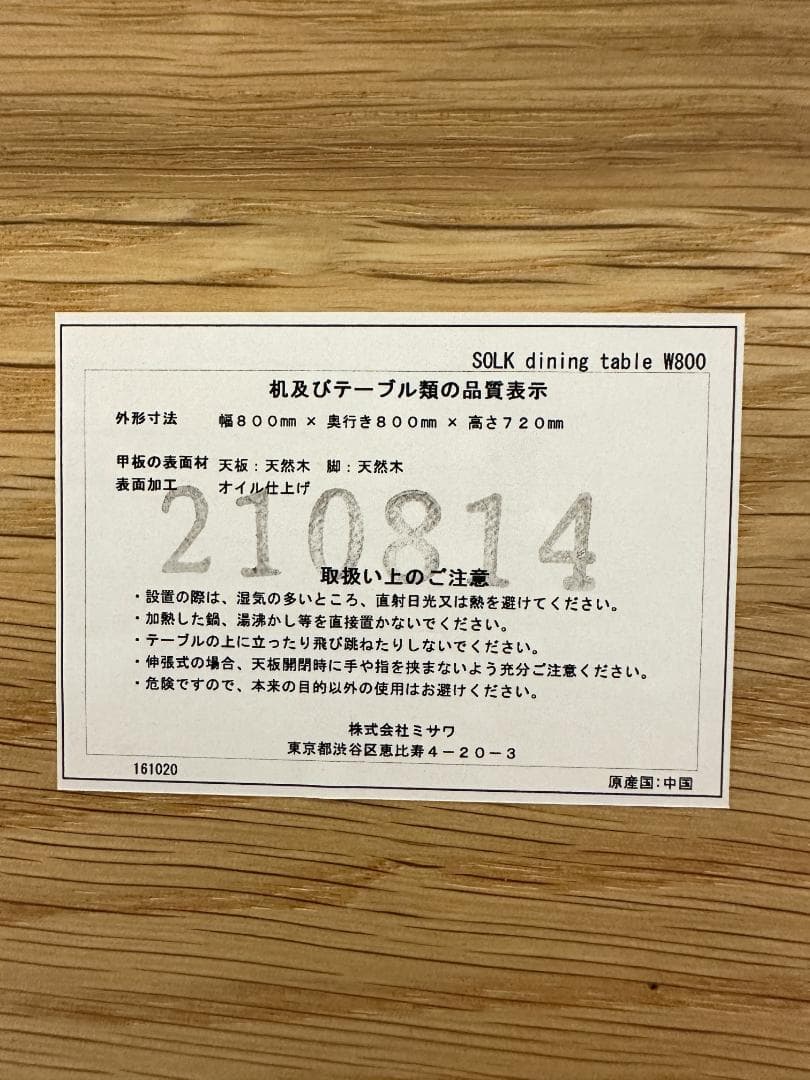 SOLK dining table W800
机及びテーブル類の品質表示
外形寸法 幅８００㎜ × 奥行き８００㎜ × 高さ７２０㎜
甲板の表面材 天板：天然木 脚：天然木
表面加工 オイル仕上げ
210814
取扱い上のご注意
・設置の際は、湿気の多いところ、直射日光又は熱を避けてください。
・加熱した鍋、湯沸かし等を直接置かないでください。
・テーブルの上に立ったり飛び跳ねたりしないでください。
・伸張式の場合、天板開閉時に手や指を挟まないよう充分ご注意ください。
・危険ですので、本来の目的以外の使用はお避けください。
株式会社ミサワ
東京都渋谷区恵比寿４－２０－３
161020
原産国：中国